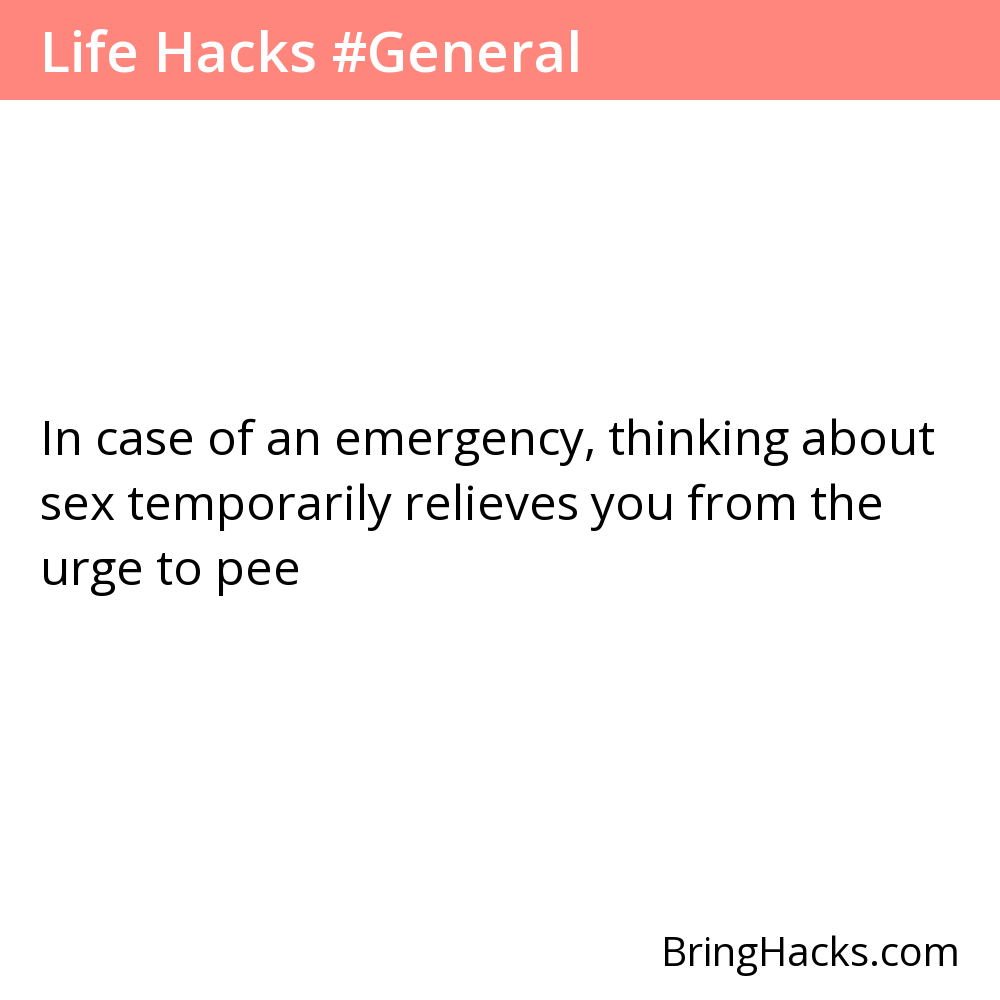 Life Hacks #General
In case of an emergency, thinking about
sex temporarily relieves you from the
urge to pee
BringHacks.com